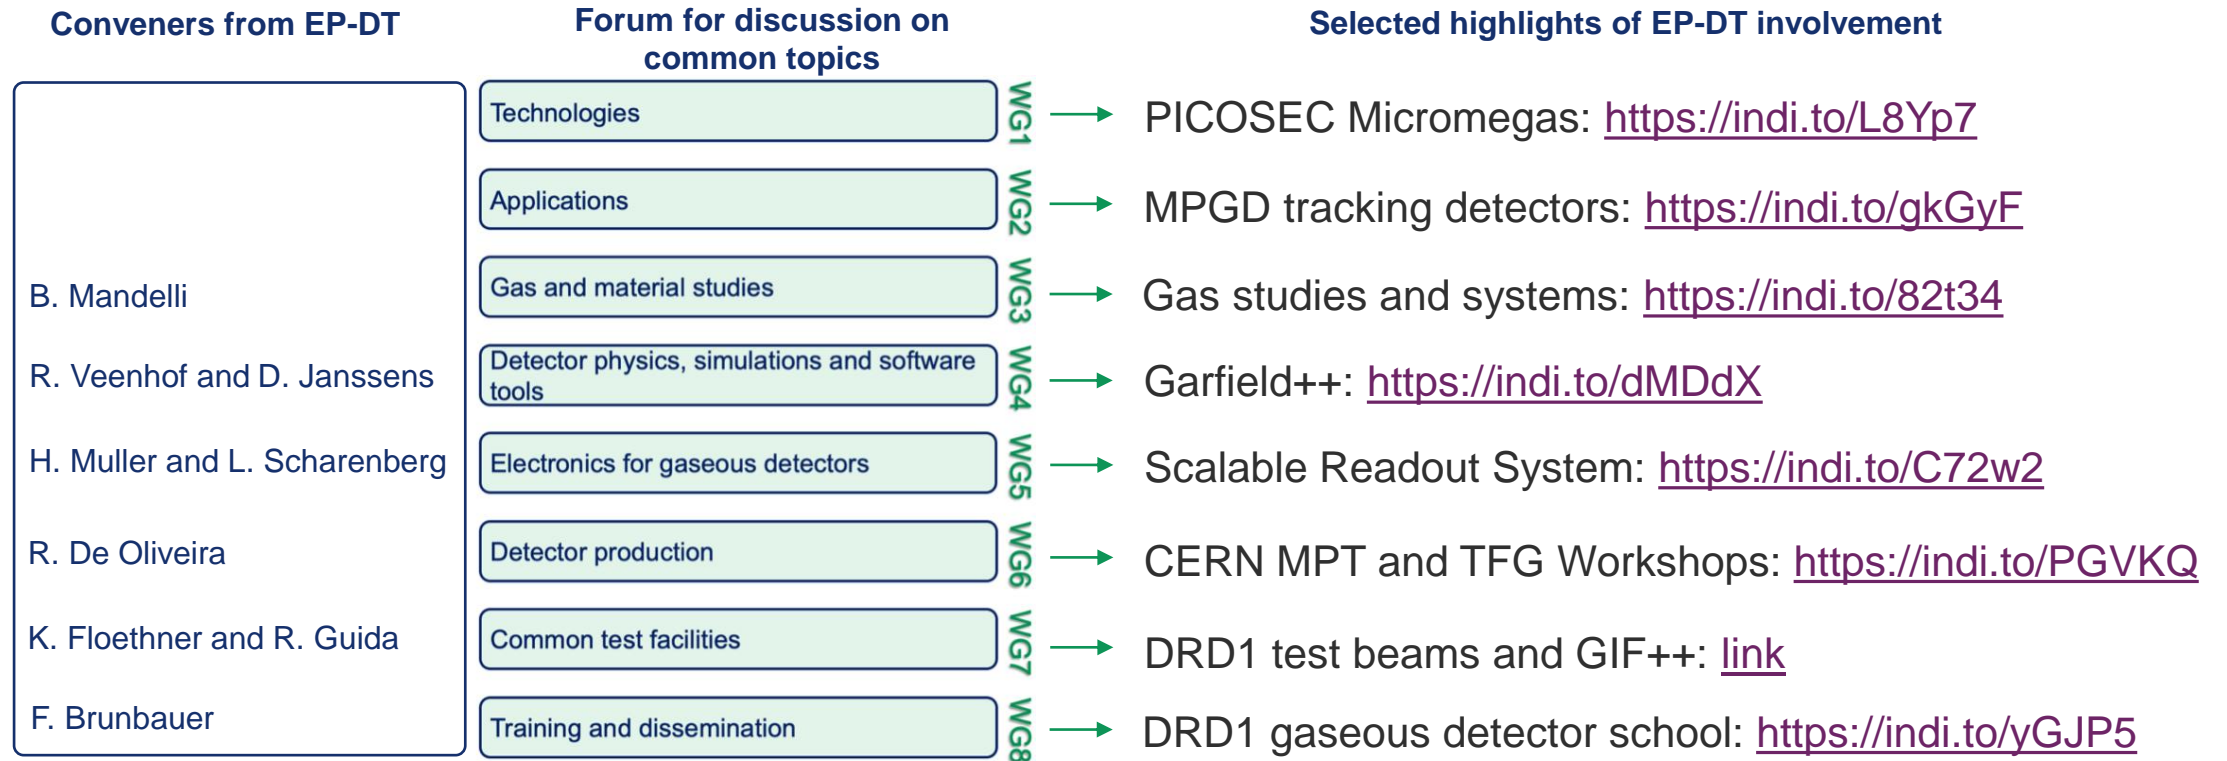 Conveners from EP-DT
Forum for discussion on
common topics
Selected highlights of EP-DT involvement
Technologies
WG1
PICOSEC Micromegas: https://indi.to/L8Yp7
Applications
WG2
MPGD tracking detectors: https://indi.to/gkGyF
B. Mandelli
Gas and material studies
WG3
Gas studies and systems: https://indi.to/82t34
R. Veenhof and D. Janssens
Detector physics, simulations and software
tools
WG4
Garfield++: https://indi.to/dMDdX
H. Muller and L. Scharenberg
Electronics for gaseous detectors
WG5
Scalable Readout System: https://indi.to/C72w2
R. De Oliveira
Detector production
WG6
CERN MPT and TFG Workshops: https://indi.to/PGVKQ
K. Floethner and R. Guida
Common test facilities
WG7
DRD1 test beams and GIF++: link
F. Brunbauer
Training and dissemination
WG8
DRD1 gaseous detector school: https://indi.to/yGJP5